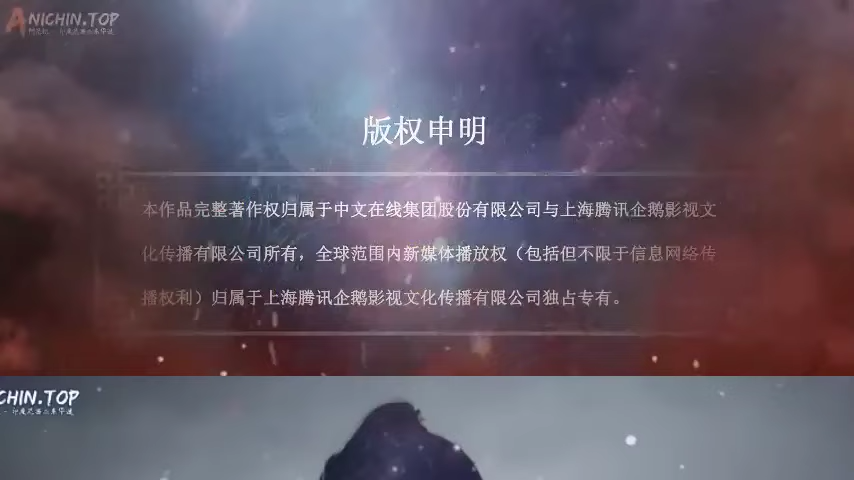 ANICHIN.TOP
版权申明
本作品完整著作权归属于中文在线集团股份有限公司与上海腾讯企鹅影视文
化传播有限公司所有，全球范围内新媒体播放权（包括但不限于信息网络传
播权利）归属于上海腾讯企鹅影视文化传播有限公司独占专有。
CHIN.TOP